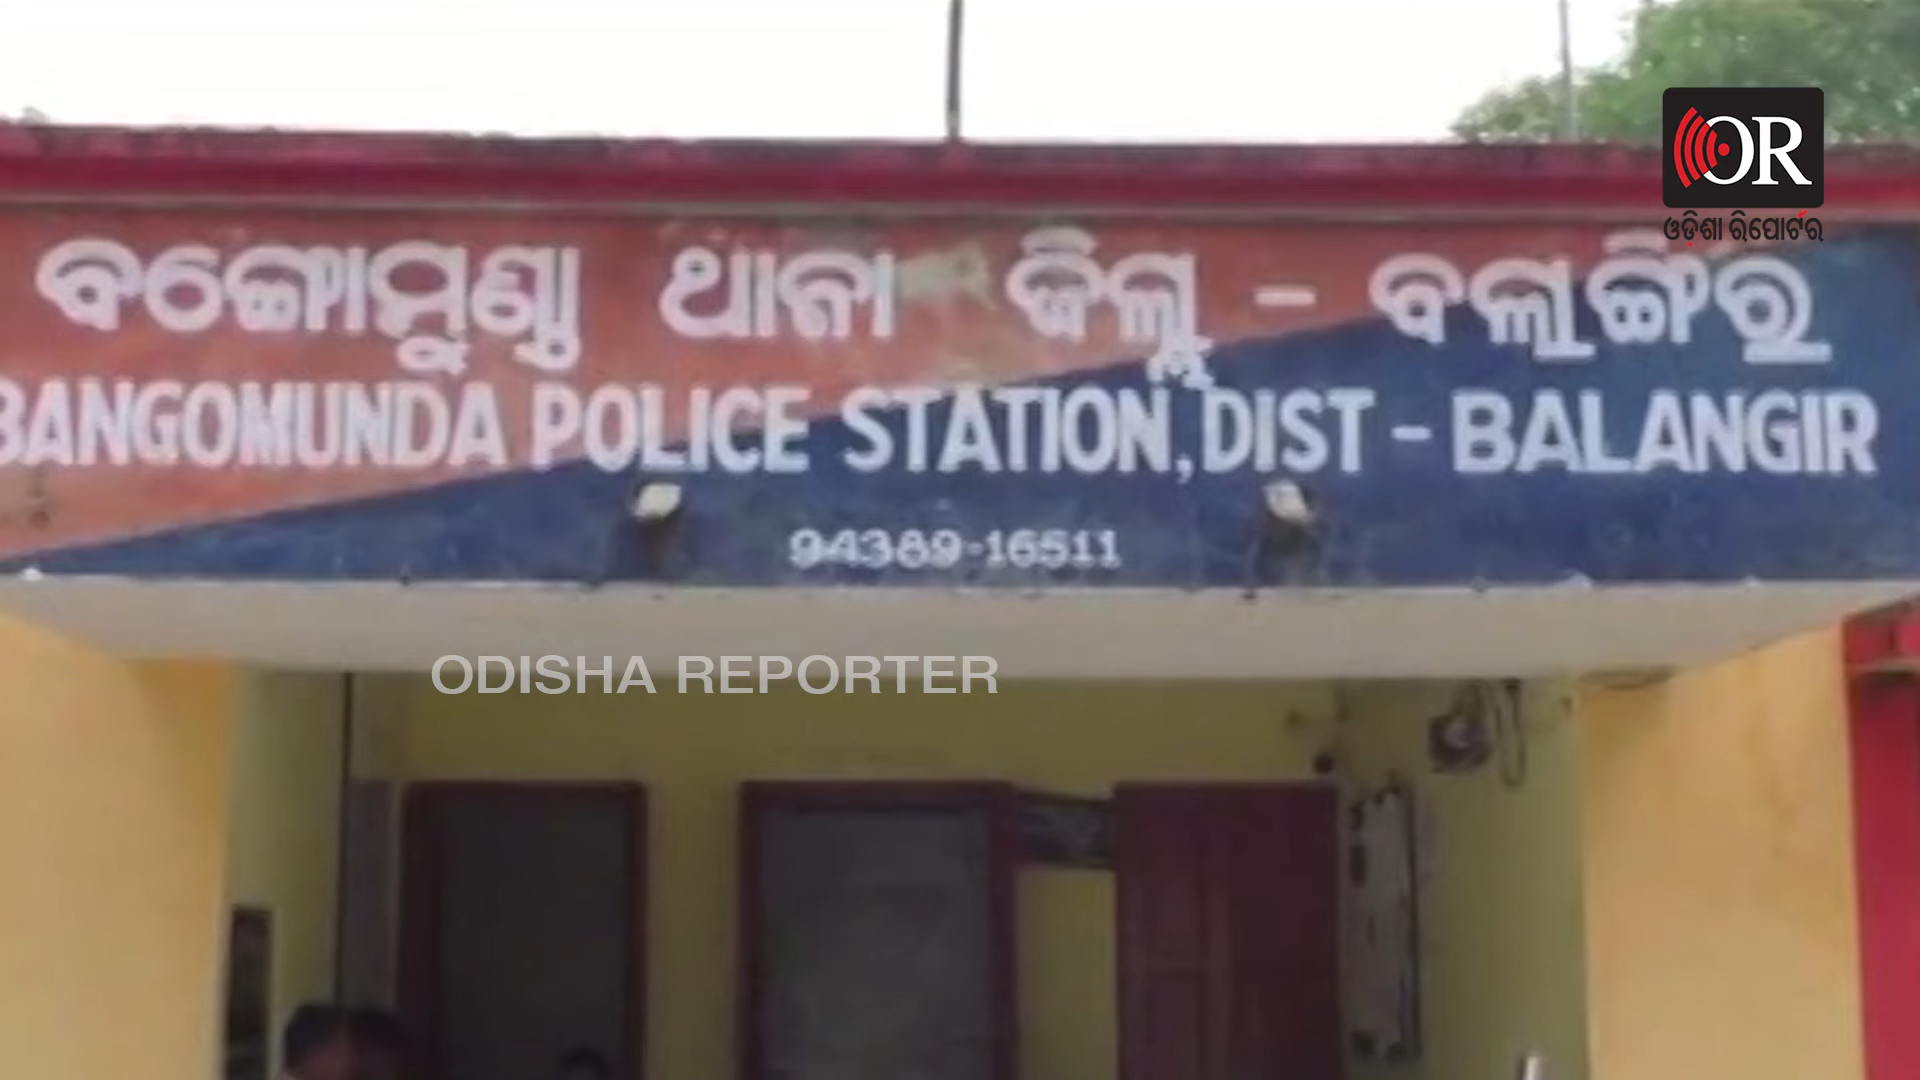 OR
ଓଡ଼ିଶା ରିପୋର୍ଟର
ବଙ୍ଗୋମୁଣ୍ଡା ଥାନା ଜିଲ୍ଲା - ବଲାଙ୍ଗିର
BANGOMUNDA POLICE STATION, DIST - BALANGIR
94389-16511
ODISHA REPORTER